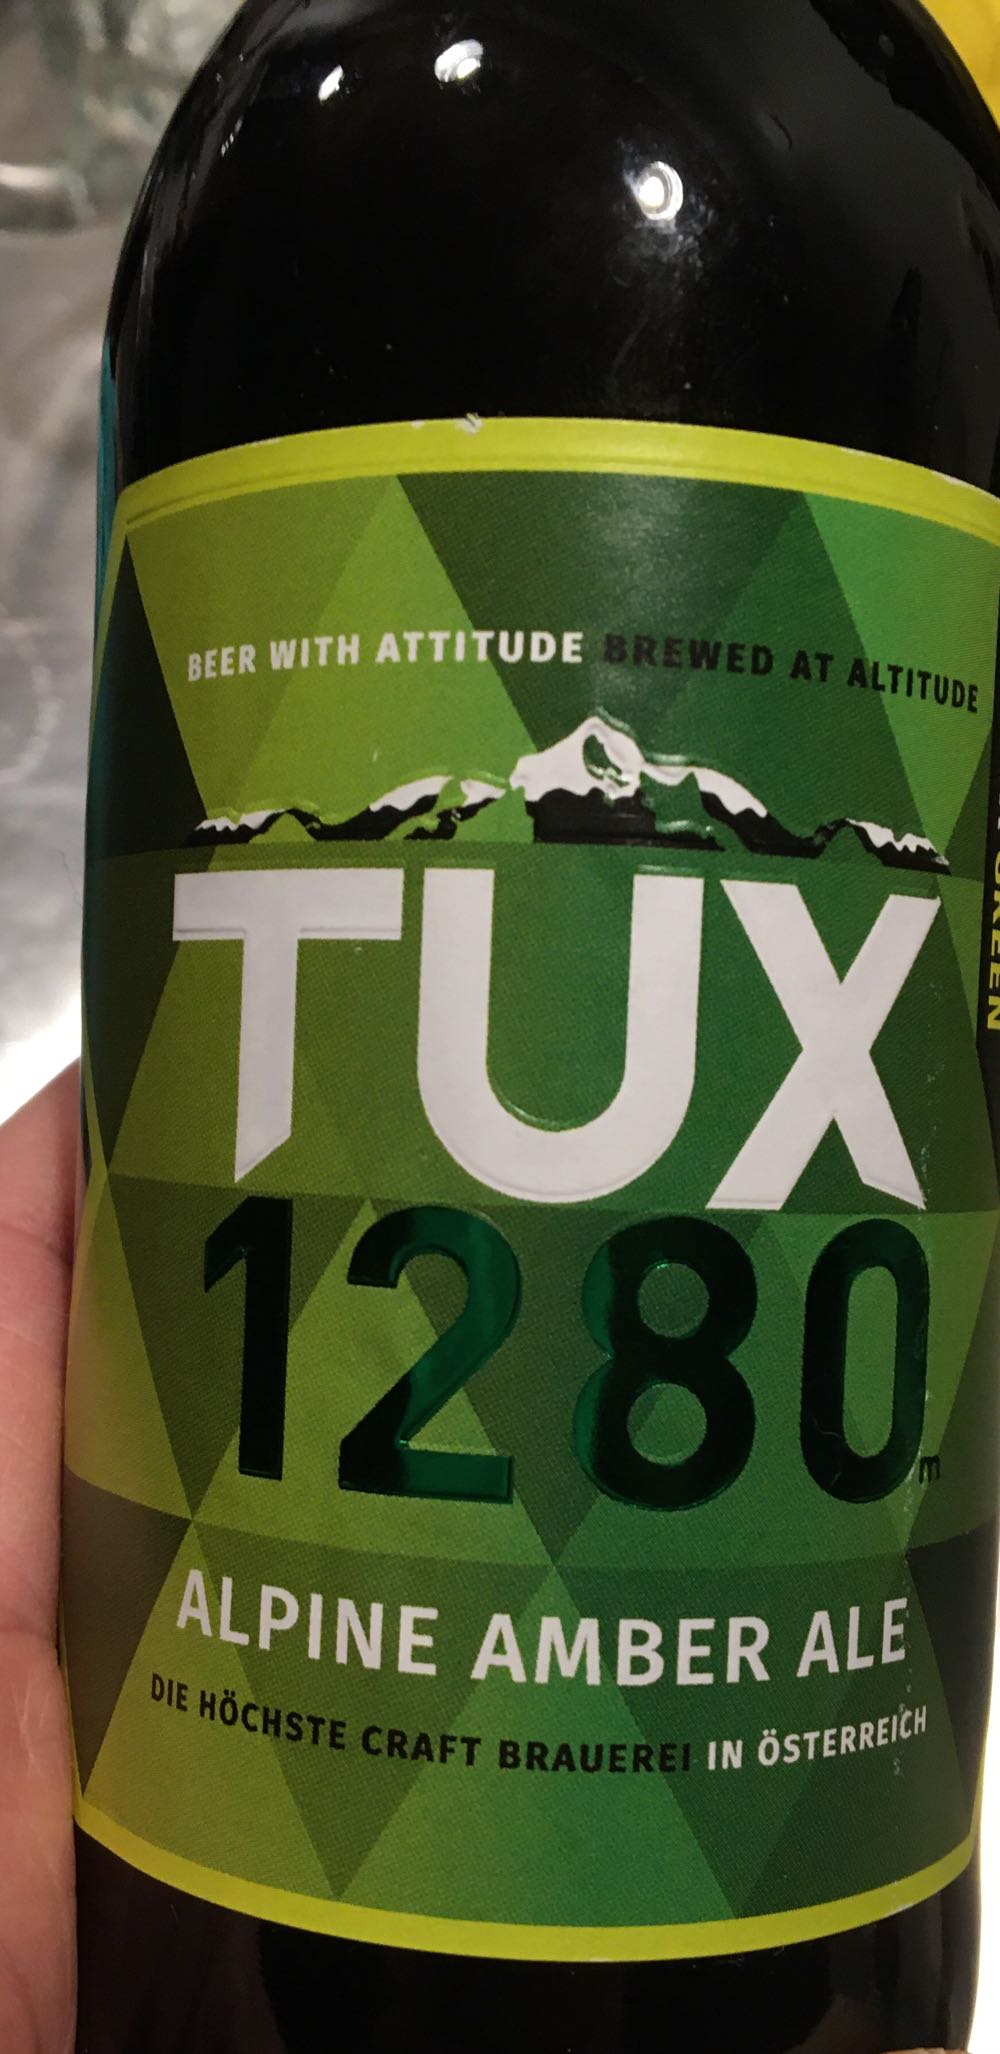 BEER WITH ATTITUDE BREWED AT ALTITUDE
TUX
1280m
ALPINE AMBER ALE
DIE HÖCHSTE CRAFT BRAUEREI IN ÖSTERREICH